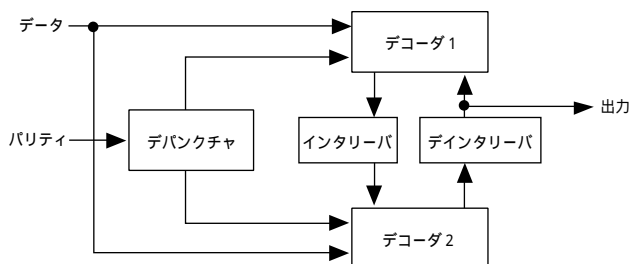 データ
デコーダ1
パリティ
デパンクチャ
インタリーバ
デインタリーバ
出力
デコーダ2